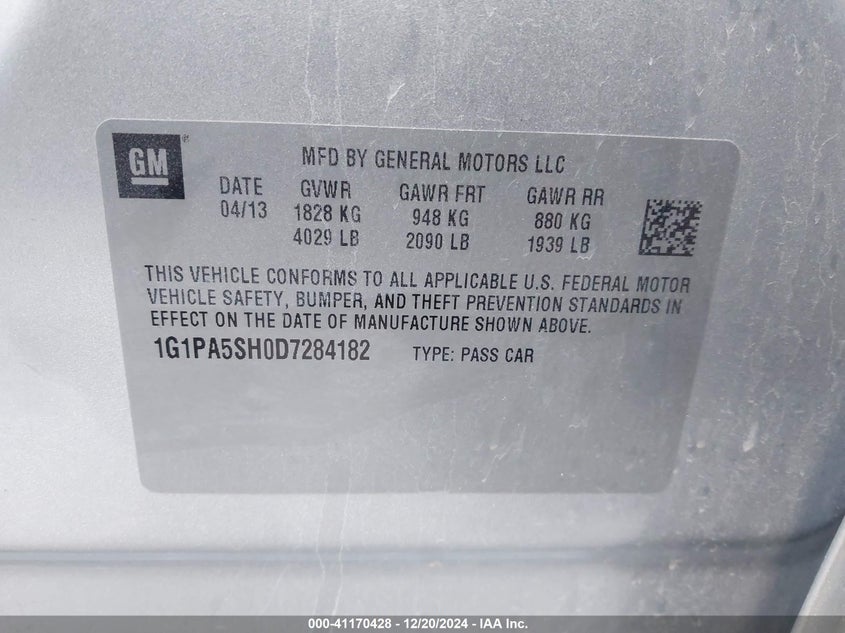 GM
MFD BY GENERAL MOTORS LLC
DATE GVWR GAWR FRT GAWR RR
04/13 1828 KG 948 KG 880 KG
4029 LB 2090 LB 1939 LB
THIS VEHICLE CONFORMS TO ALL APPLICABLE U.S. FEDERAL MOTOR
VEHICLE SAFETY, BUMPER, AND THEFT PREVENTION STANDARDS IN
EFFECT ON THE DATE OF MANUFACTURE SHOWN ABOVE.
1G1PA5SH0D7284182 TYPE: PASS CAR
000-41170428 - 12/20/2024 - IAA Inc.